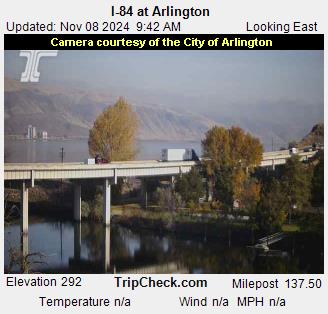 I-84 at Arlington
Updated: Nov 08 2024 9:42 AM Looking East
Camera courtesy of the City of Arlington
Elevation 292 TripCheck.com Milepost 137.50
Temperature n/a Wind n/a MPH n/a